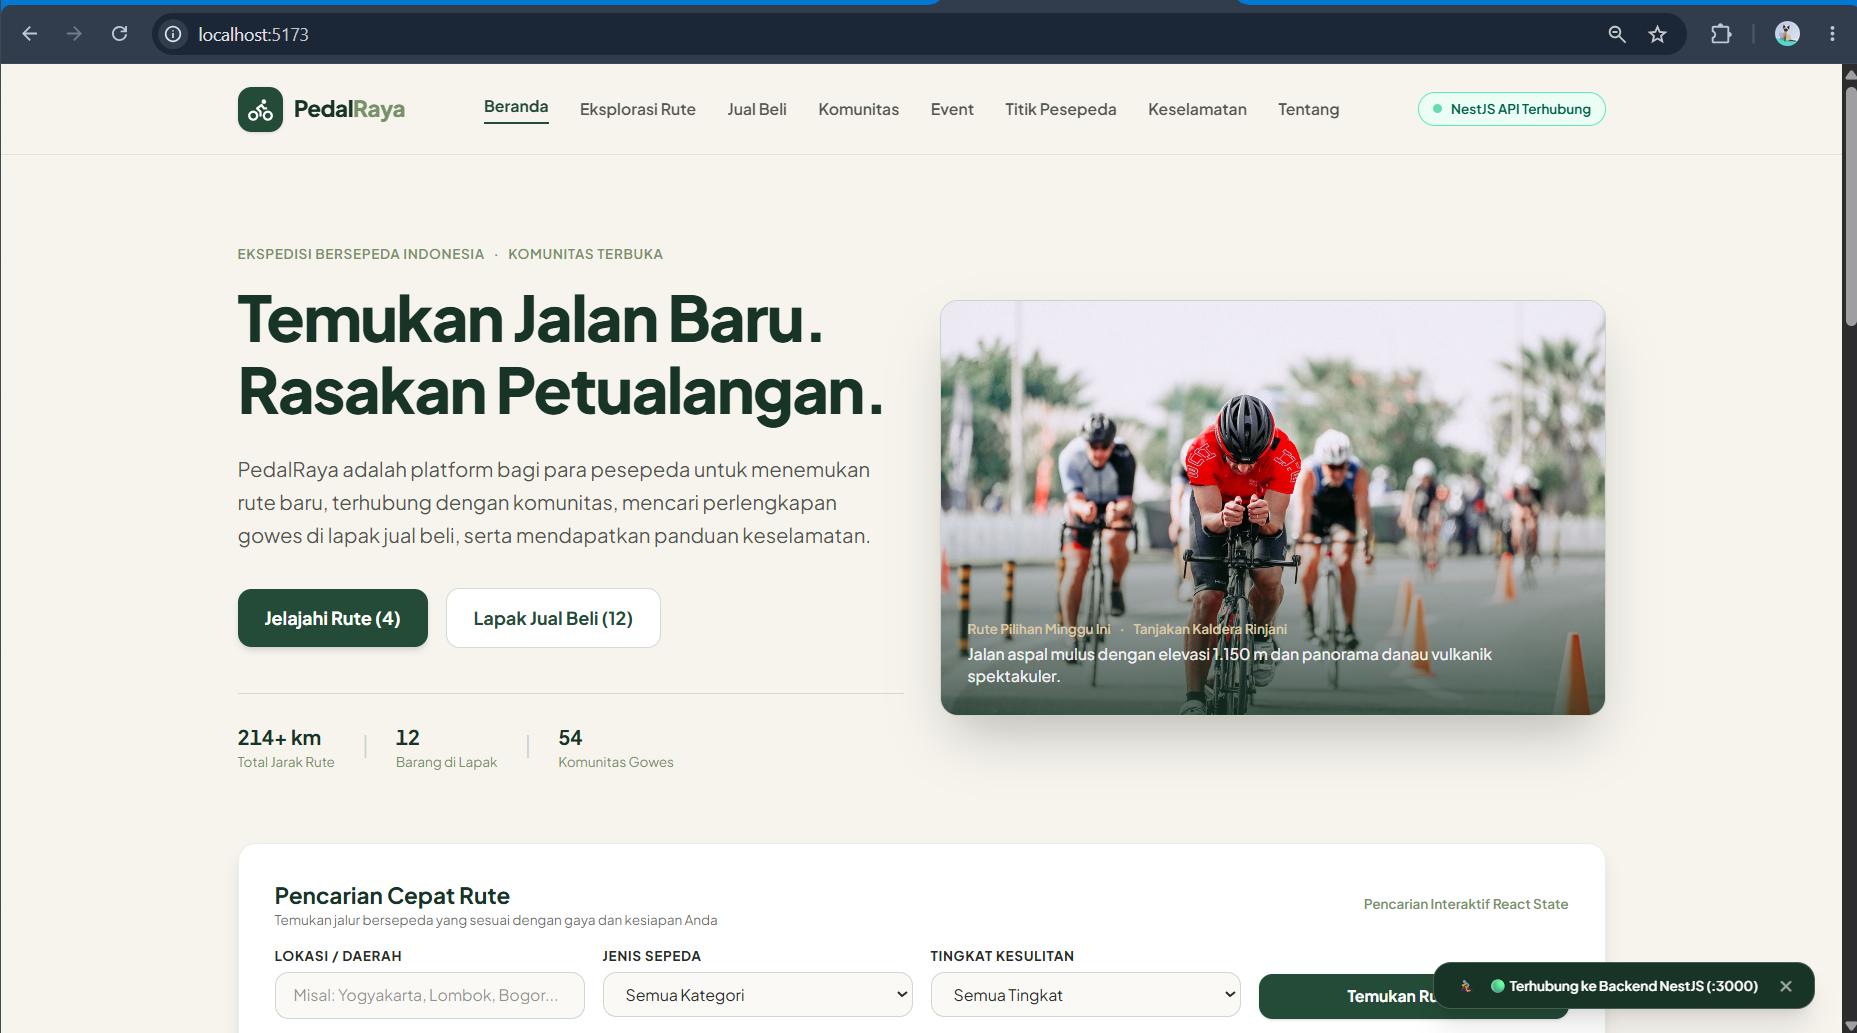 localhost:5173
PedalRaya
Beranda
Eksplorasi Rute
Jual Beli
Komunitas
Event
Titik Pesepeda
Keselamatan
Tentang
NestJS API Terhubung
EKSPEDISI BERSEPEDA INDONESIA · KOMUNITAS TERBUKA
Temukan Jalan Baru.
Rasakan Petualangan.
PedalRaya adalah platform bagi para pesepeda untuk menemukan
rute baru, terhubung dengan komunitas, mencari perlengkapan
gowes di lapak jual beli, serta mendapatkan panduan keselamatan.
Jelajahi Rute (4)
Lapak Jual Beli (12)
214+ km
Total Jarak Rute
12
Barang di Lapak
54
Komunitas Gowes
Rute Pilihan Minggu Ini · Tanjakan Kaldera Rinjani
Jalan aspal mulus dengan elevasi 1.150 m dan panorama danau vulkanik
spektakuler.
Pencarian Cepat Rute
Temukan jalur bersepeda yang sesuai dengan gaya dan kesiapan Anda
Pencarian Interaktif React State
LOKASI / DAERAH
Misal: Yogyakarta, Lombok, Bogor...
JENIS SEPEDA
Semua Kategori
TINGKAT KESULITAN
Semua Tingkat
Temukan Ru
Terhubung ke Backend NestJS (:3000)